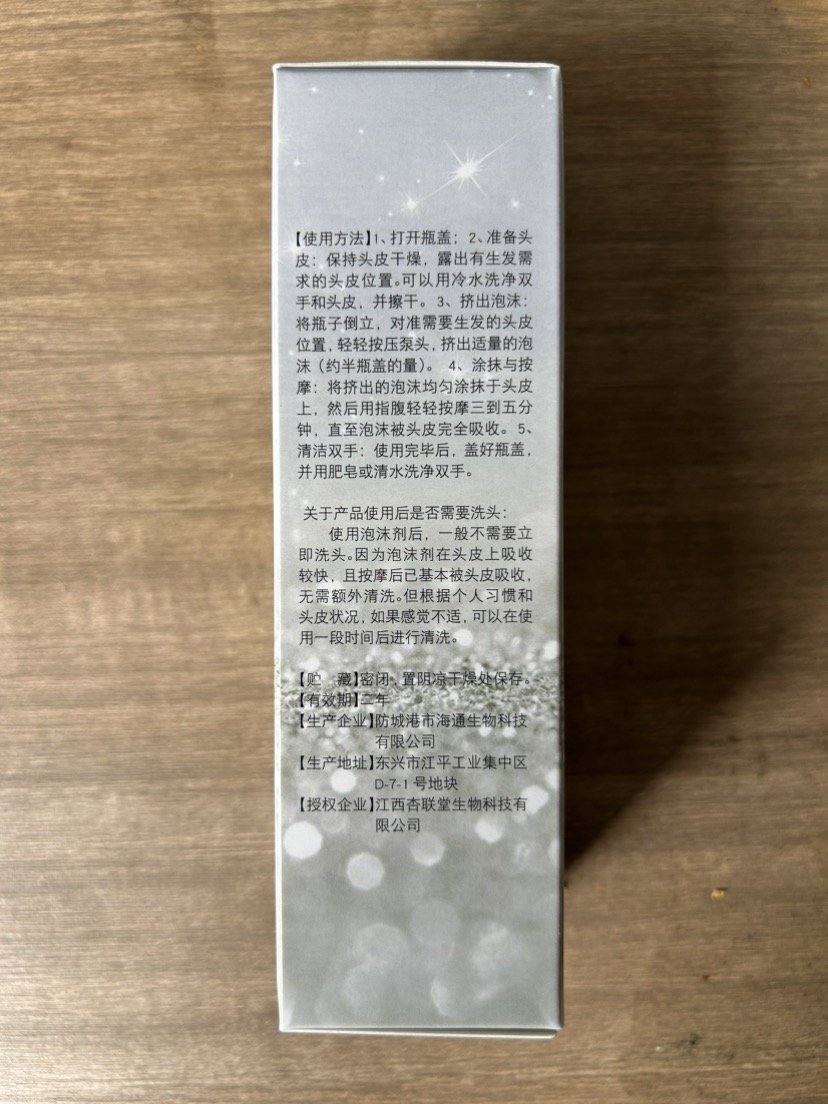 【使用方法】1、打开瓶盖；2、准备头
皮：保持头皮干燥，露出有生发需
求的头皮位置。可以用冷水洗净双
手和头皮，并擦干。3、挤出泡沫：
将瓶子倒立，对准需要生发的头皮
位置，轻轻按压泵头，挤出适量的泡
沫（约半瓶盖的量）。 4、涂抹与按
摩：将挤出的泡沫均匀涂抹于头皮
上，然后用指腹轻轻按摩三到五分
钟，直至泡沫被头皮完全吸收。5、
清洁双手：使用完毕后，盖好瓶盖，
并用肥皂或清水洗净双手。
关于产品使用后是否需要洗头：
使用泡沫剂后，一般不需要立
即洗头。因为泡沫剂在头皮上吸收
较快，且按摩后已基本被头皮吸收，
无需额外清洗。但根据个人习惯和
头皮状况，如果感觉不适，可以在使
用一段时间后进行清洗。
【贮　藏】密闭，置阴凉干燥处保存。
【有效期】二年
【生产企业】防城港市海通生物科技
有限公司
【生产地址】东兴市江平工业集中区
D-7-1 号地块
【授权企业】江西杏联堂生物科技有
限公司